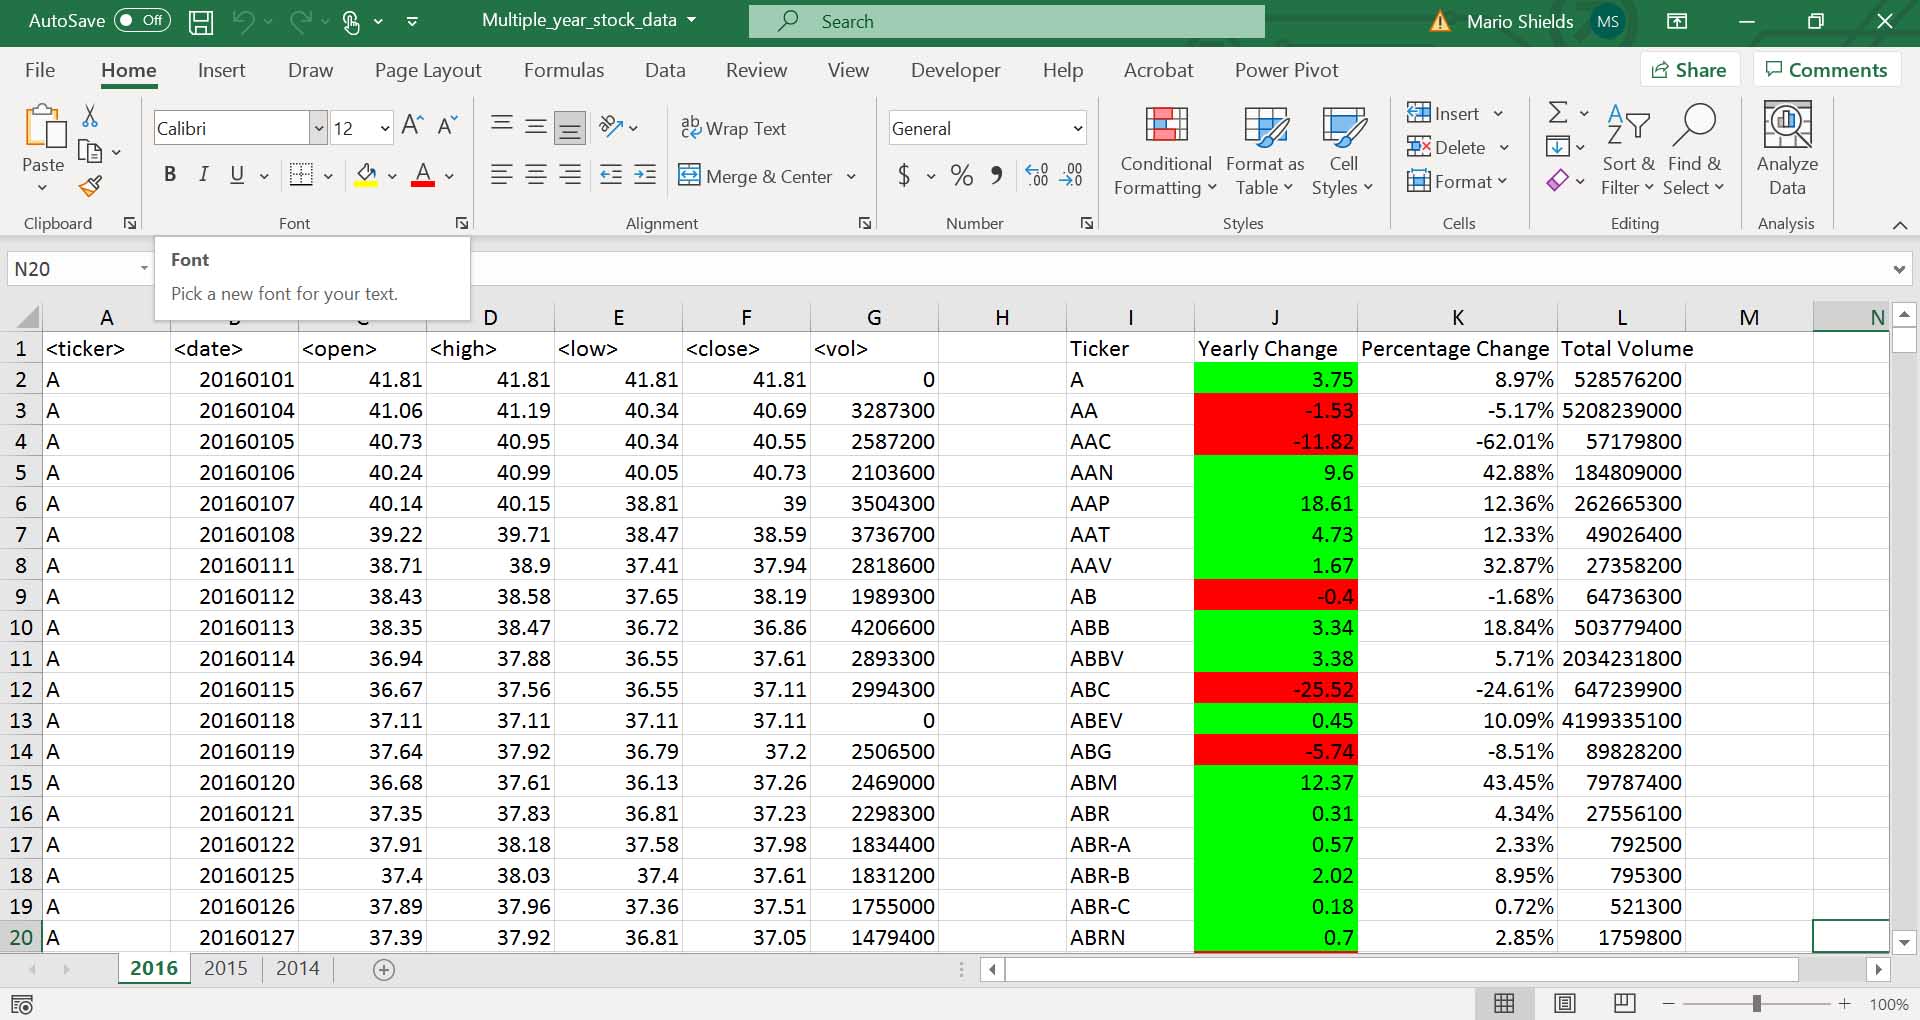 AutoSave Off Multiple_year_stock_data Search Mario Shields MS
File Home Insert Draw Page Layout Formulas Data Review View Developer Help Acrobat Power Pivot Share Comments
Paste
Clipboard
Calibri 12 A A
B I U A
Font
ab Wrap Text
Merge & Center
Alignment
General
$ % 9 .00 .00
Number
Conditional Formatting
Format as Table
Cell Styles
Styles
Insert
Delete
Format
Cells
Sort & Filter
Find & Select
Editing
Analyze Data
Analysis
N20
Font
Pick a new font for your text.
A D E F G H I J K L M N
1 <ticker> <date> <open> <high> <low> <close> <vol> Ticker Yearly Change Percentage Change Total Volume
2 A 20160101 41.81 41.81 41.81 41.81 0 A 3.75 8.97% 528576200
3 A 20160104 41.06 41.19 40.34 40.69 3287300 AA -1.53 -5.17% 5208239000
4 A 20160105 40.73 40.95 40.34 40.55 2587200 AAC -11.82 -62.01% 57179800
5 A 20160106 40.24 40.99 40.05 40.73 2103600 AAN 9.6 42.88% 184809000
6 A 20160107 40.14 40.15 38.81 39 3504300 AAP 18.61 12.36% 262665300
7 A 20160108 39.22 39.71 38.47 38.59 3736700 AAT 4.73 12.33% 49026400
8 A 20160111 38.71 38.9 37.41 37.94 2818600 AAV 1.67 32.87% 27358200
9 A 20160112 38.43 38.58 37.65 38.19 1989300 AB -0.4 -1.68% 64736300
10 A 20160113 38.35 38.47 36.72 36.86 4206600 ABB 3.34 18.84% 503779400
11 A 20160114 36.94 37.88 36.55 37.61 2893300 ABBV 3.38 5.71% 2034231800
12 A 20160115 36.67 37.56 36.55 37.11 2994300 ABC -25.52 -24.61% 647239900
13 A 20160118 37.11 37.11 37.11 37.11 0 ABEV 0.45 10.09% 4199335100
14 A 20160119 37.64 37.92 36.79 37.2 2506500 ABG -5.74 -8.51% 89828200
15 A 20160120 36.68 37.61 36.13 37.26 2469000 ABM 12.37 43.45% 79787400
16 A 20160121 37.35 37.83 36.81 37.23 2298300 ABR 0.31 4.34% 27556100
17 A 20160122 37.91 38.18 37.58 37.98 1834400 ABR-A 0.57 2.33% 792500
18 A 20160125 37.4 38.03 37.4 37.61 1831200 ABR-B 2.02 8.95% 795300
19 A 20160126 37.89 37.96 37.36 37.51 1755000 ABR-C 0.18 0.72% 521300
20 A 20160127 37.39 37.92 36.81 37.05 1479400 ABRN 0.7 2.85% 1759800
2016 2015 2014
100%